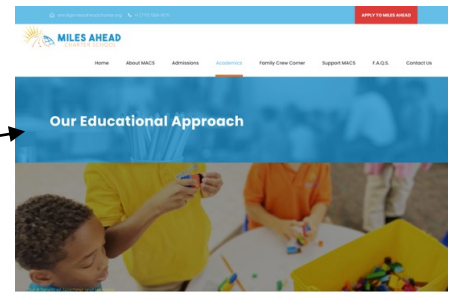 APPLY TO MILES AHEAD
MILES AHEAD
CHARTER SCHOOL
Home About MACS Admissions Academics Family Crew Corner Support MACS F.A.Q.S. Contact Us
Our Educational Approach